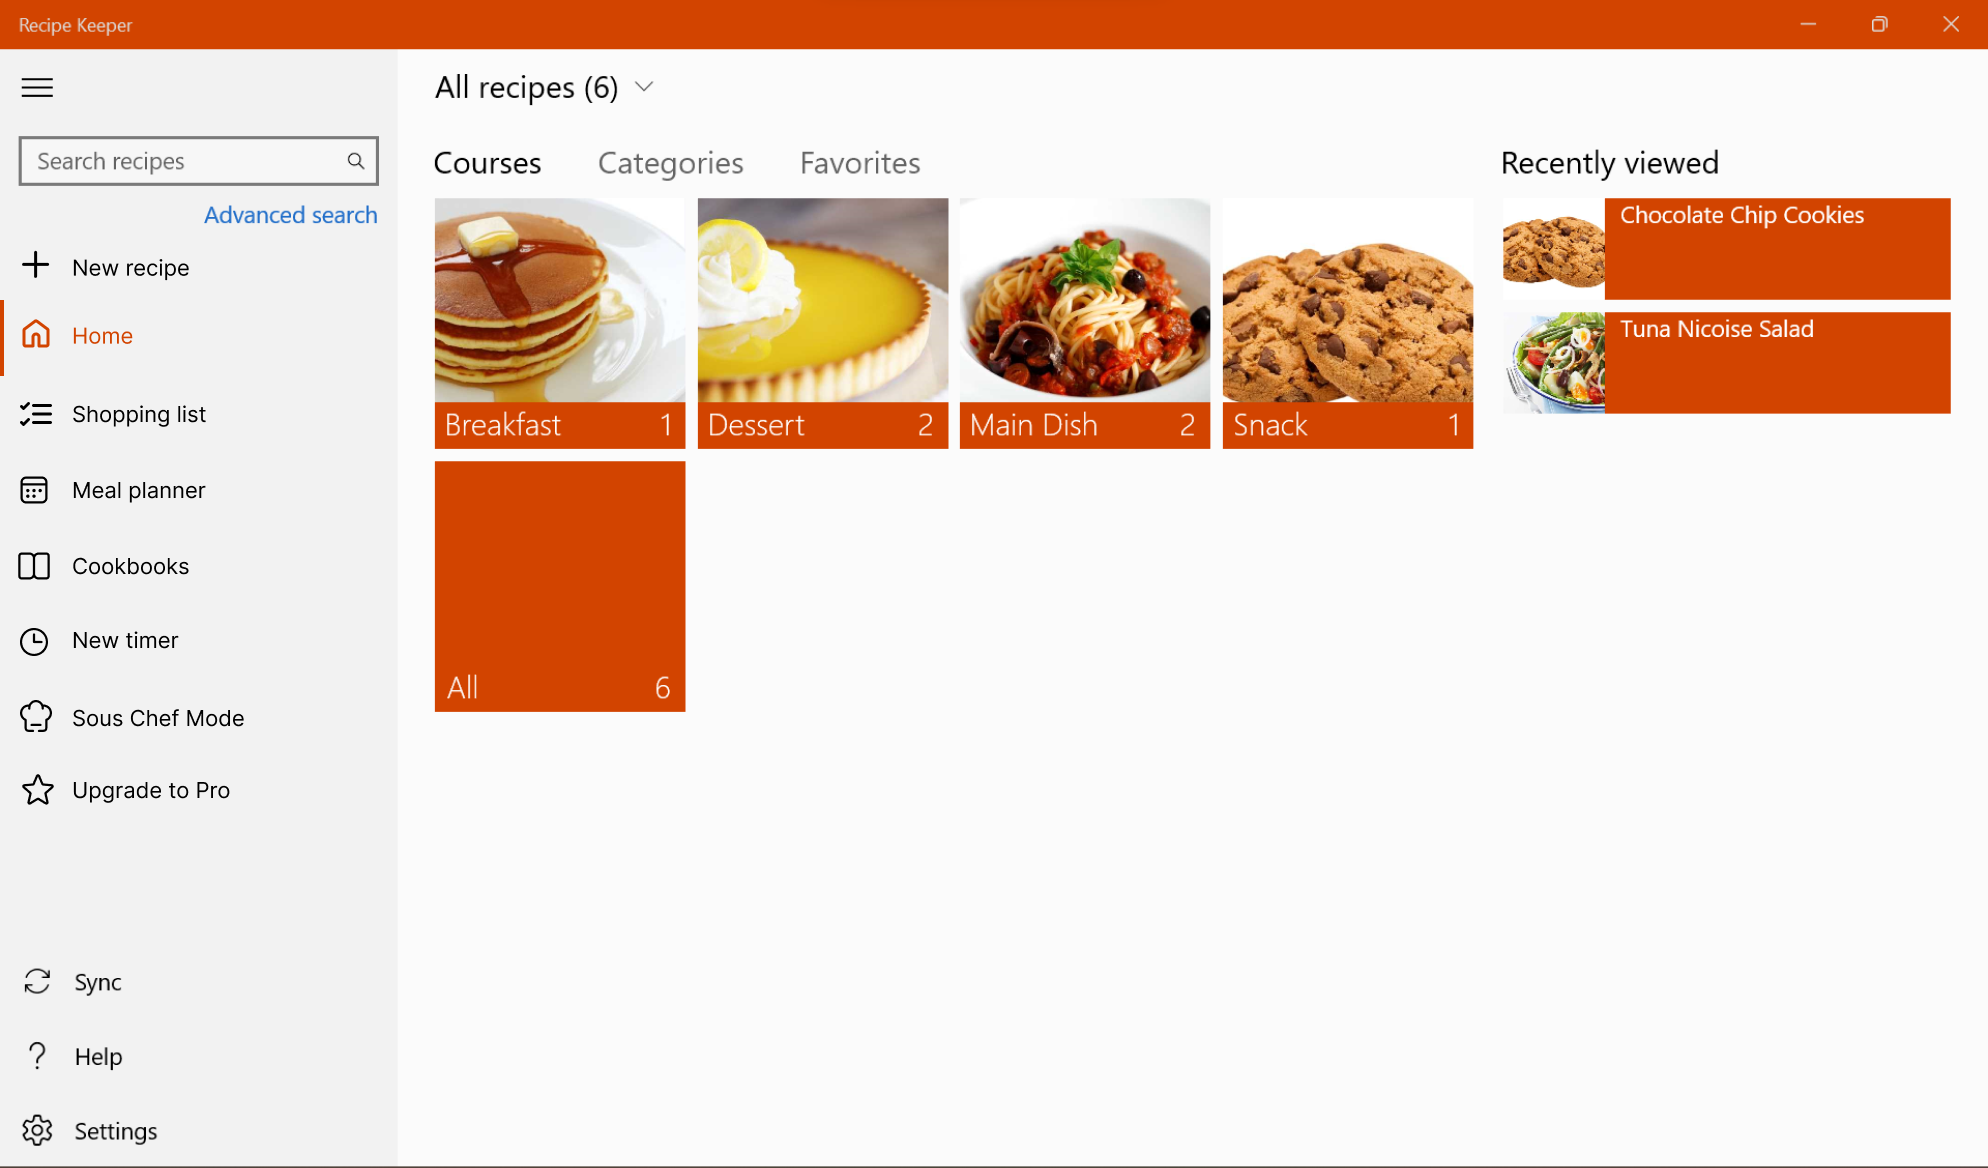 Recipe Keeper
Search recipes
Advanced search
New recipe
Home
Shopping list
Meal planner
Cookbooks
New timer
Sous Chef Mode
Upgrade to Pro
Sync
Help
Settings
All recipes (6)
Courses Categories Favorites
Breakfast 1
Dessert 2
Main Dish 2
Snack 1
All 6
Recently viewed
Chocolate Chip Cookies
Tuna Nicoise Salad